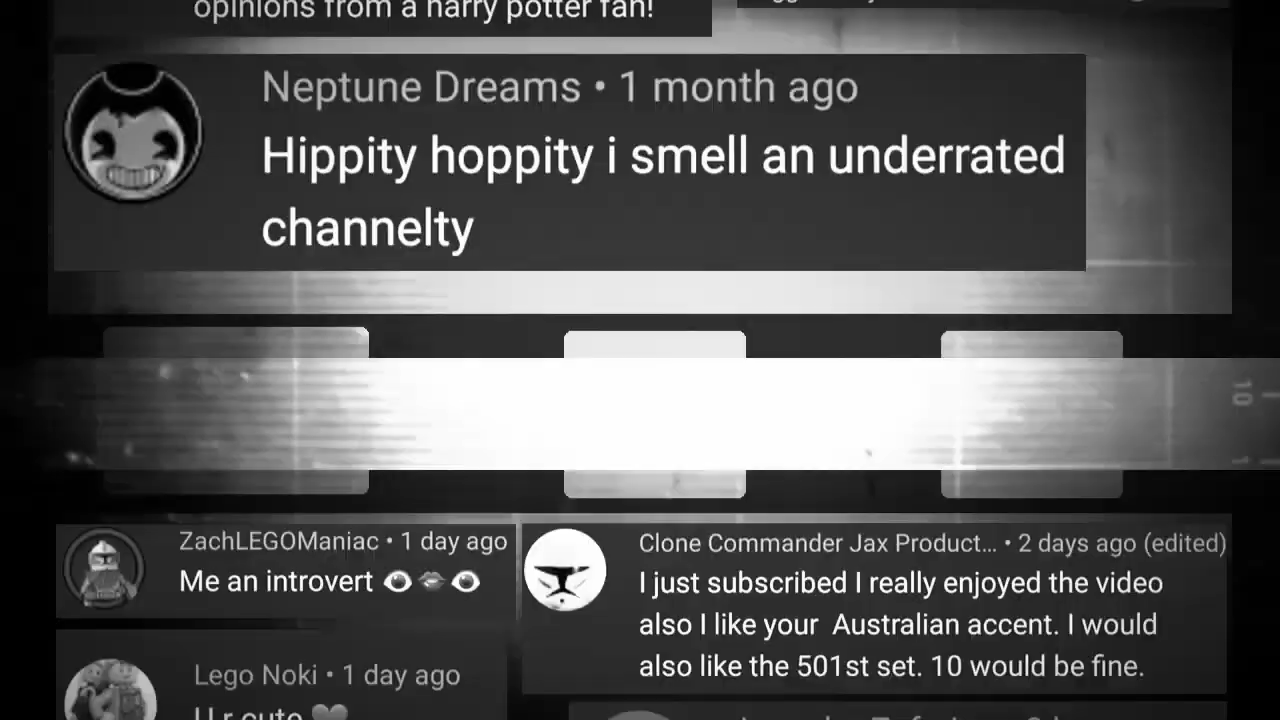 opinions from a harry potter fan!
Neptune Dreams • 1 month ago
Hippity hoppity i smell an underrated
channelty
10
1
ZachLEGOManiac • 1 day ago
Me an introvert 👁👄👁
Clone Commander Jax Product... • 2 days ago (edited)
I just subscribed I really enjoyed the video
also I like your Australian accent. I would
also like the 501st set. 10 would be fine.
Lego Noki • 1 day ago
U r cute